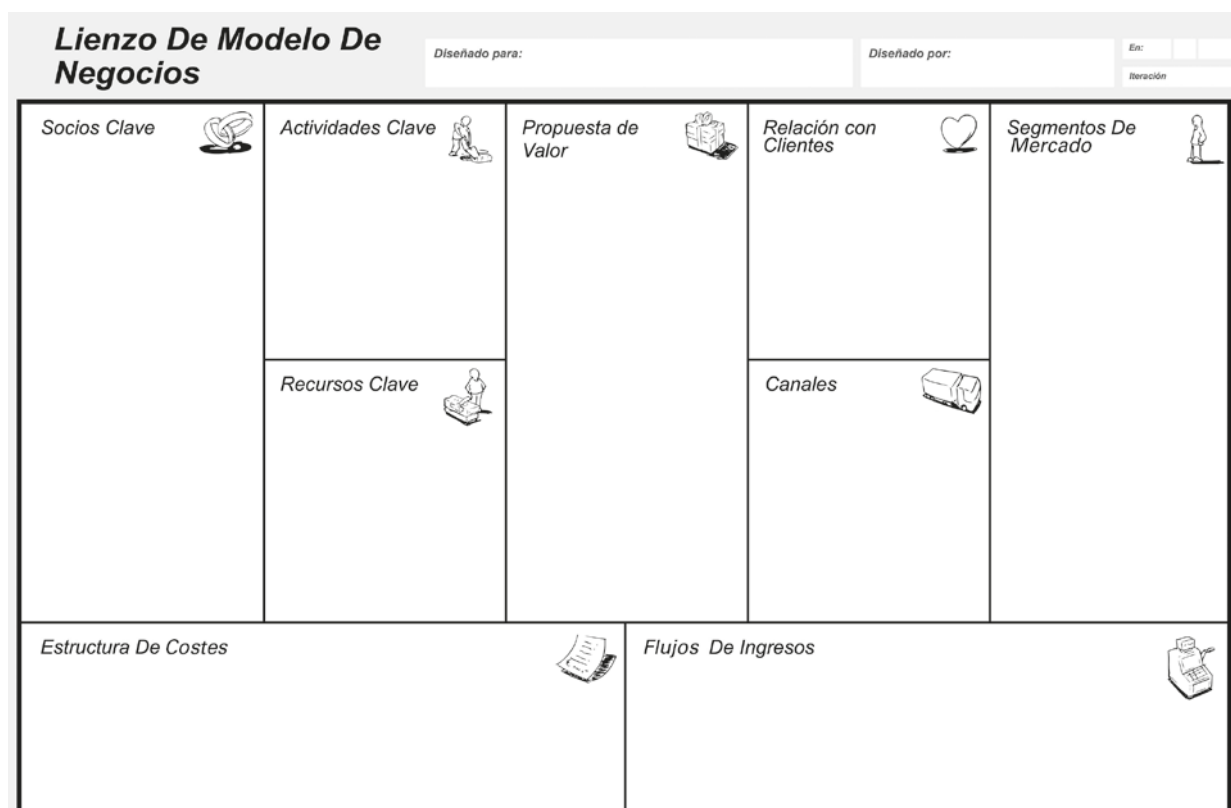 Lienzo De Modelo De
Negocios
Diseñado para:
Diseñado por:
En:
Iteración
Socios Clave
Actividades Clave
Propuesta de
Valor
Relación con
Clientes
Segmentos De
Mercado
Recursos Clave
Canales
Estructura De Costes
Flujos De Ingresos